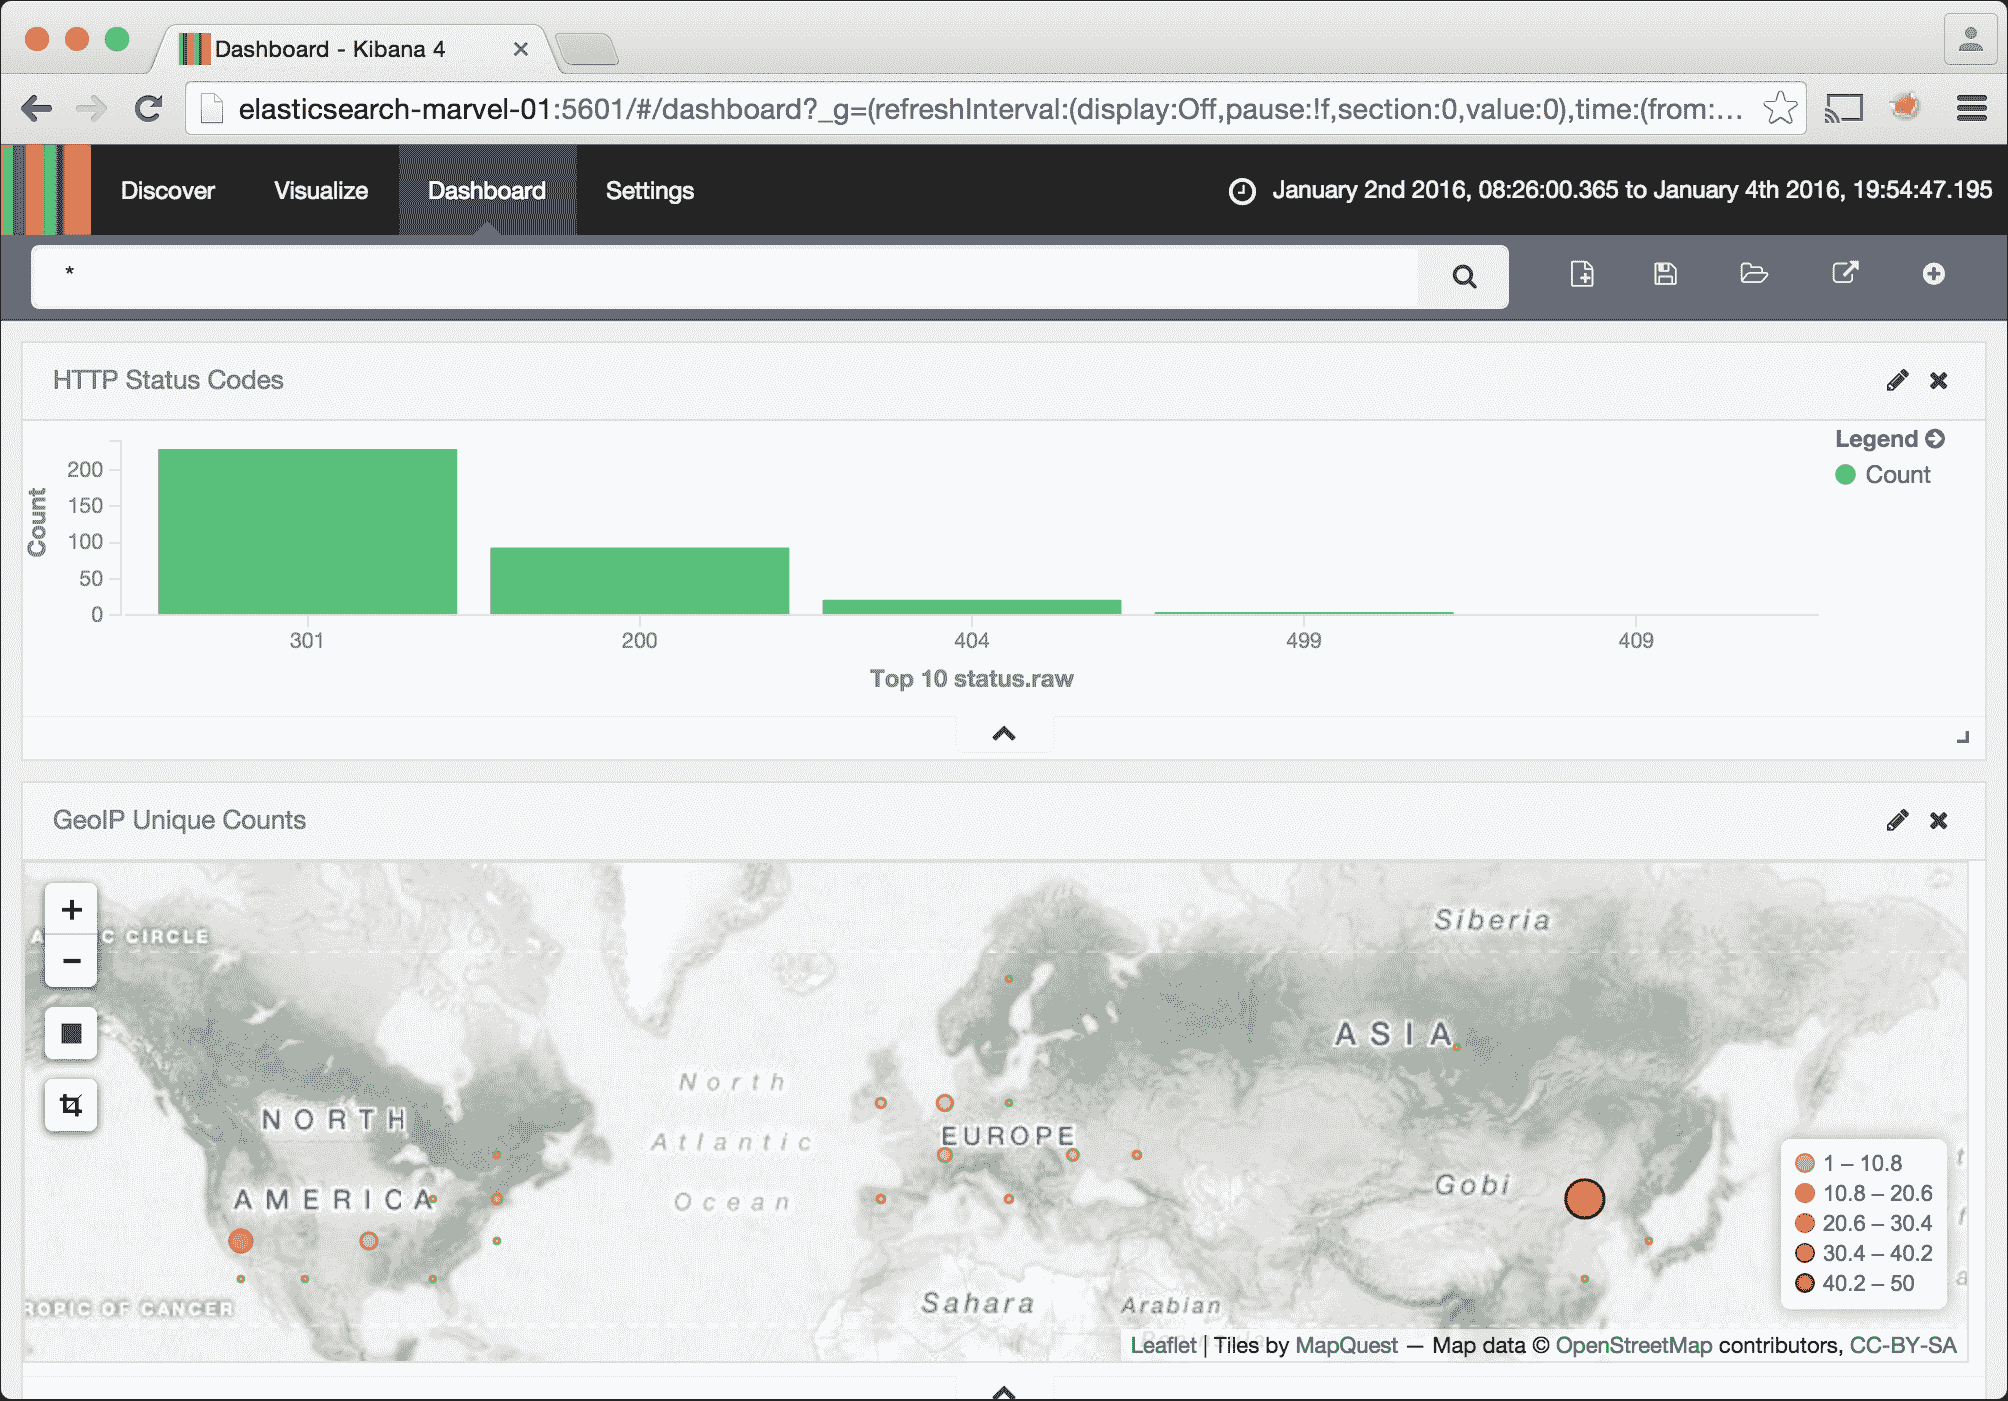 Dashboard - Kibana 4
elasticsearch-marvel-01:5601/#/dashboard?_g=(refreshInterval:(display:Off,pause:!f,section:0,value:0),time:(from:...
Discover Visualize Dashboard Settings January 2nd 2016, 08:26:00.365 to January 4th 2016, 19:54:47.195
*
HTTP Status Codes
Legend
Count
Count
200
150
100
50
0
301 200 404 499 409
Top 10 status.raw
GeoIP Unique Counts
+
−
CIRCLE
Siberia
ASIA
North
Atlantic
Ocean
NORTH
AMERICA
EUROPE
Gobi
Sahara
Arabian
ROPIC OF CANCER
1 – 10.8
10.8 – 20.6
20.6 – 30.4
30.4 – 40.2
40.2 – 50
Leaflet | Tiles by MapQuest — Map data © OpenStreetMap contributors, CC-BY-SA